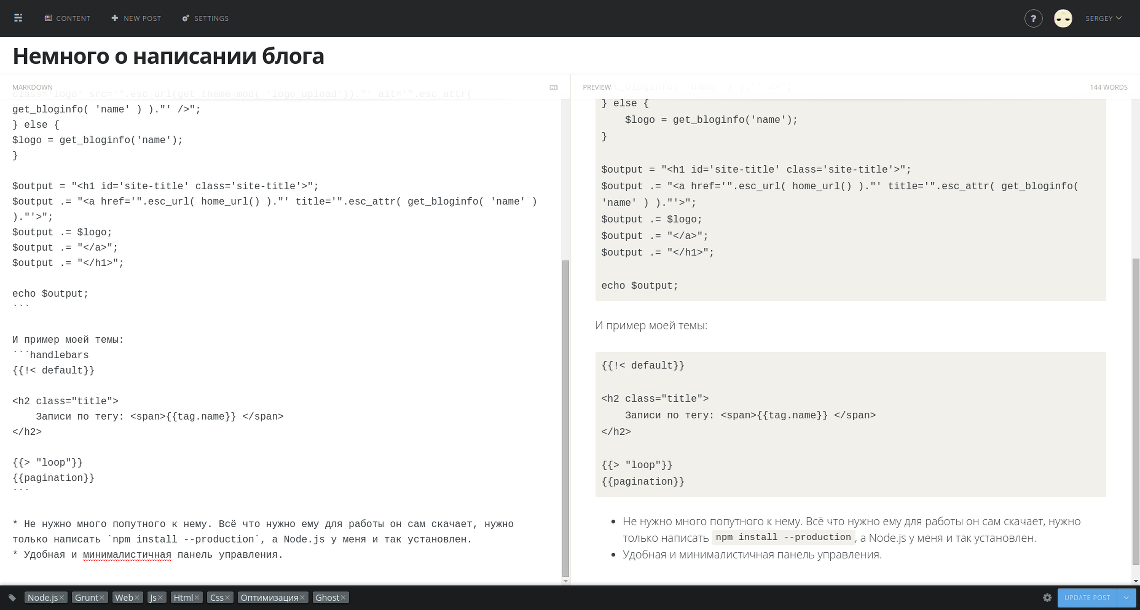 CONTENT
NEW POST
SETTINGS
?
SERGEY
Немного о написании блога
MARKDOWN
get_bloginfo( 'name' ) )."' />";
} else {
$logo = get_bloginfo('name');
}
$output = "<h1 id='site-title' class='site-title'>";
$output .= "<a href='".esc_url( home_url() )."' title='".esc_attr( get_bloginfo( 'name' )
)."'>";
$output .= $logo;
$output .= "</a>";
$output .= "</h1>";
echo $output;
```
И пример моей темы:
```handlebars
{{!< default}}
<h2 class="title">
    Записи по тегу: <span>{{tag.name}} </span>
</h2>
{{> "loop"}}
{{pagination}}
```
* Не нужно много попутного к нему. Всё что нужно ему для работы он сам скачает, нужно
только написать `npm install --production`, а Node.js у меня и так установлен.
* Удобная и минималистичная панель управления.
PREVIEW
144 WORDS
} else {
    $logo = get_bloginfo('name');
}
$output = "<h1 id='site-title' class='site-title'>";
$output .= "<a href='".esc_url( home_url() )."' title='".esc_attr( get_bloginfo(
'name' ) )."'>";
$output .= $logo;
$output .= "</a>";
$output .= "</h1>";
echo $output;
И пример моей темы:
{{!< default}}
<h2 class="title">
    Записи по тегу: <span>{{tag.name}} </span>
</h2>
{{> "loop"}}
{{pagination}}
• Не нужно много попутного к нему. Всё что нужно ему для работы он сам скачает, нужно
только написать npm install --production, а Node.js у меня и так установлен.
• Удобная и минималистичная панель управления.
Node.js× Grunt× Web× Js× Html× Css× Оптимизация× Ghost×
UPDATE POST